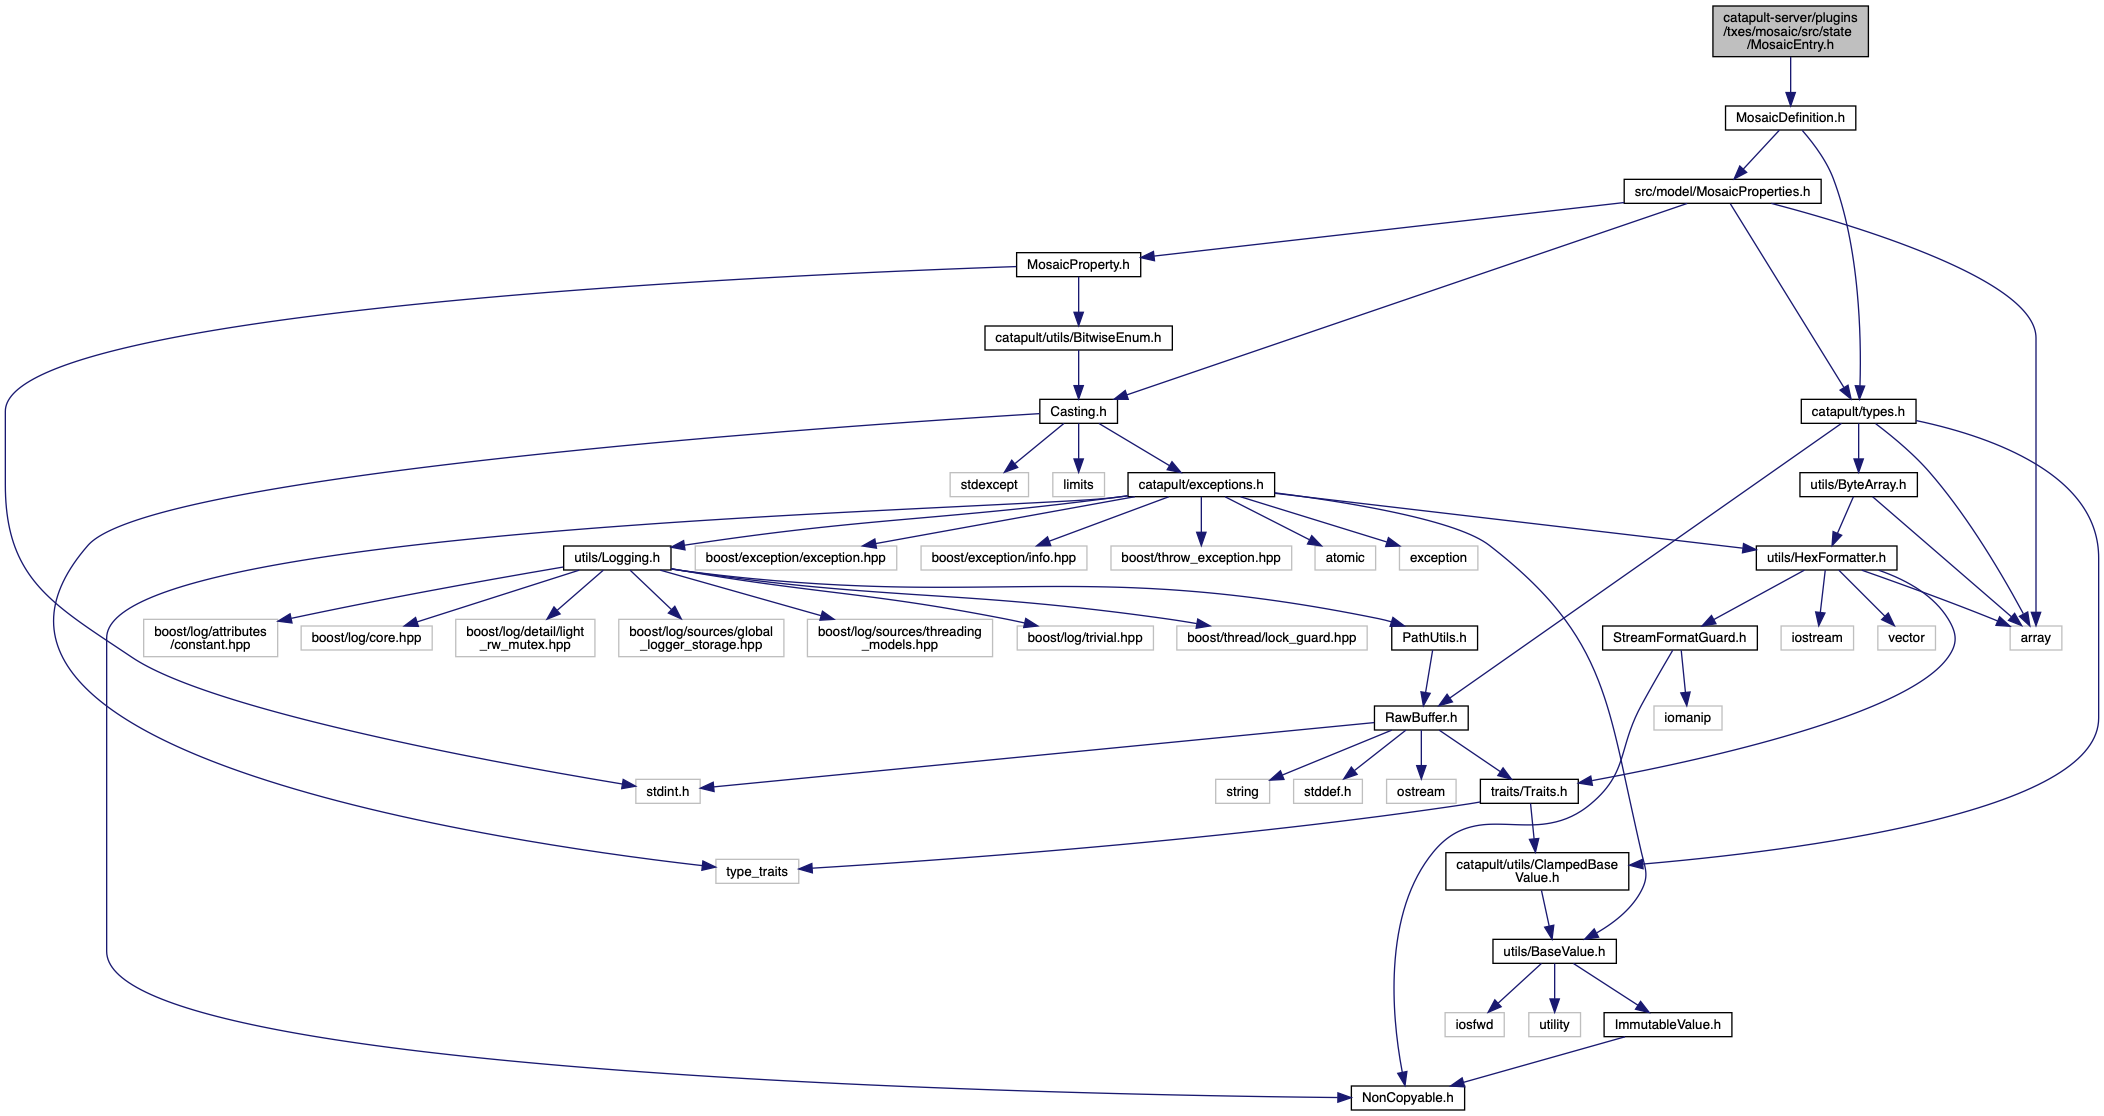 catapult-server/plugins
/txes/mosaic/src/state
/MosaicEntry.h
MosaicDefinition.h
src/model/MosaicProperties.h
MosaicProperty.h
catapult/utils/BitwiseEnum.h
Casting.h
catapult/types.h
stdexcept
limits
catapult/exceptions.h
utils/ByteArray.h
utils/Logging.h
boost/exception/exception.hpp
boost/exception/info.hpp
boost/throw_exception.hpp
atomic
exception
utils/HexFormatter.h
boost/log/attributes
/constant.hpp
boost/log/core.hpp
boost/log/detail/light
_rw_mutex.hpp
boost/log/sources/global
_logger_storage.hpp
boost/log/sources/threading
_models.hpp
boost/log/trivial.hpp
boost/thread/lock_guard.hpp
PathUtils.h
StreamFormatGuard.h
iostream
vector
array
RawBuffer.h
iomanip
stdint.h
string
stddef.h
ostream
traits/Traits.h
type_traits
catapult/utils/ClampedBase
Value.h
utils/BaseValue.h
iosfwd
utility
ImmutableValue.h
NonCopyable.h